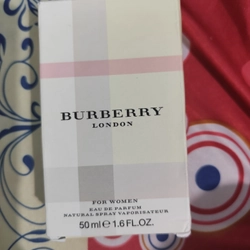 BURBERRY
LONDON
FOR WOMEN
EAU DE PARFUM
NATURAL SPRAY VAPORISATEUR
50 ml ℮ 1.6 FL.OZ.